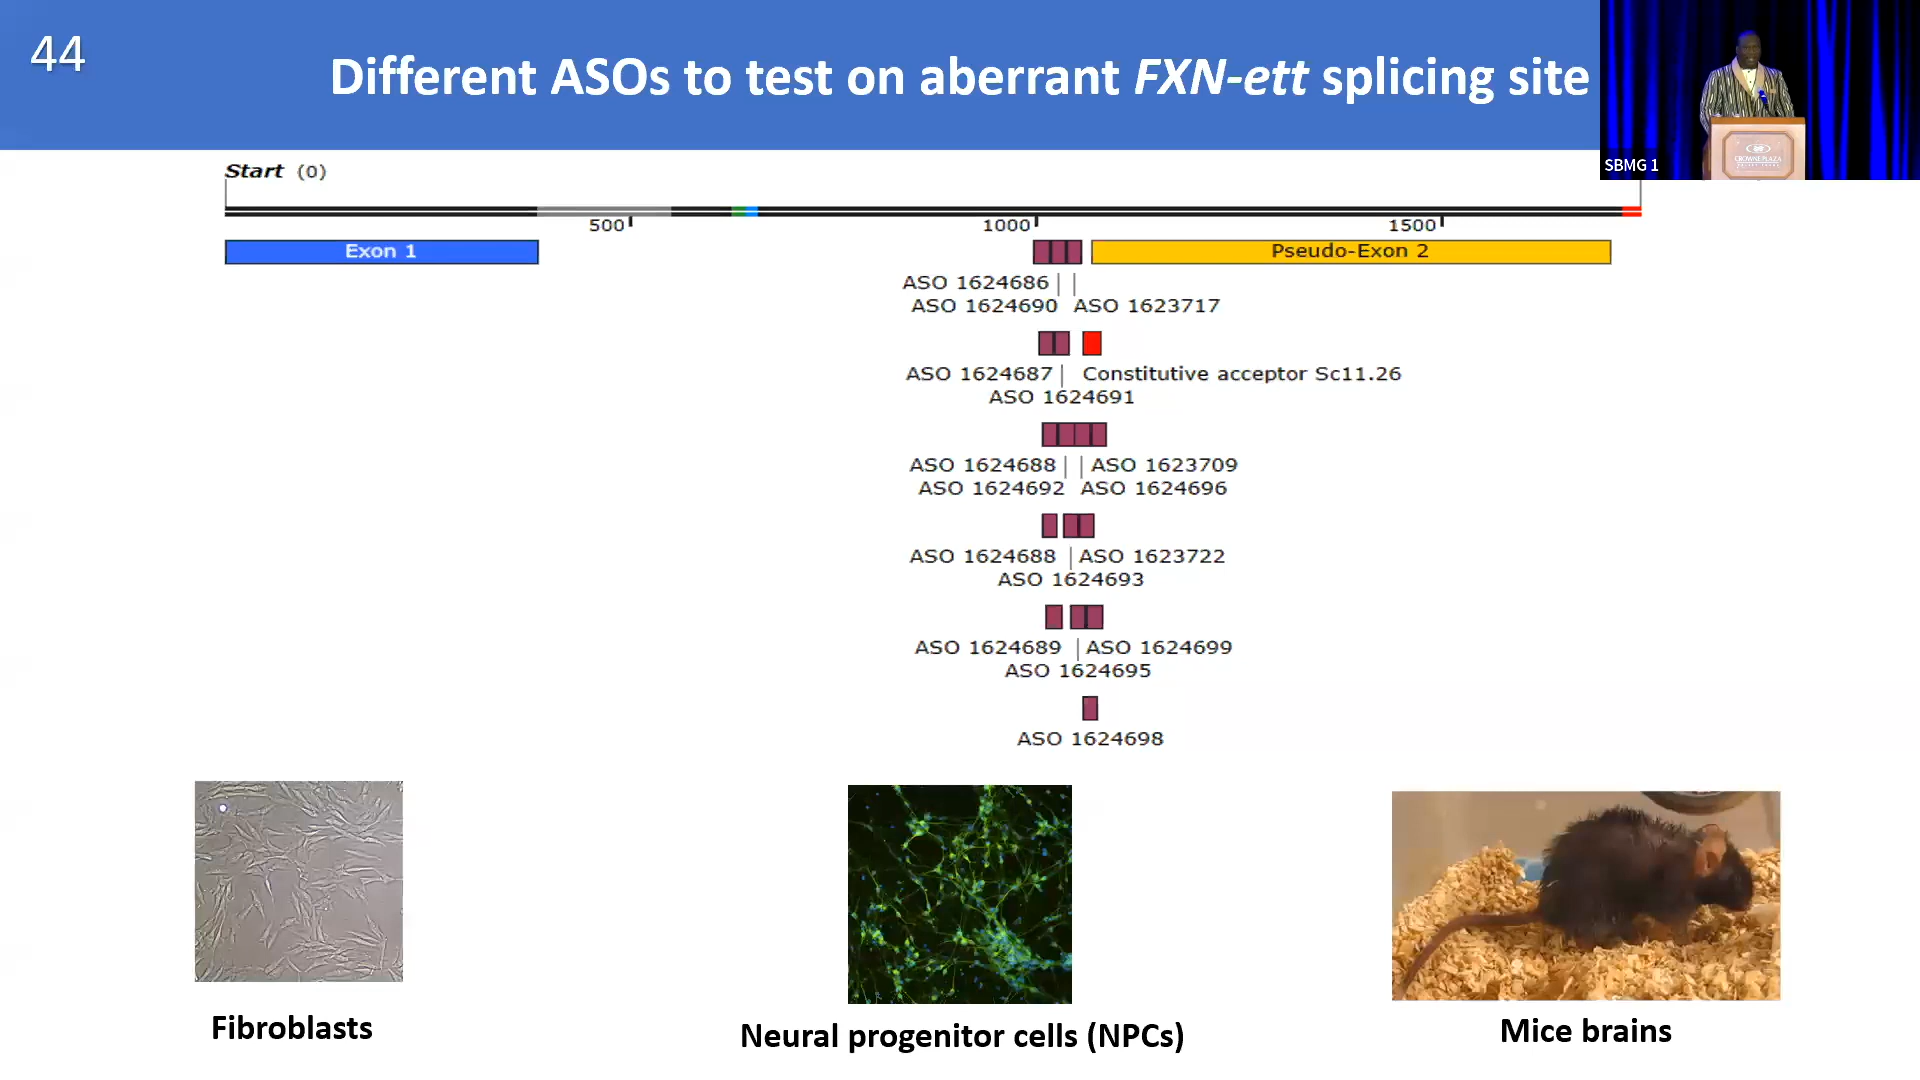 44
Different ASOs to test on aberrant FXN-ett splicing site
SBMG 1
CROWNE PLAZA
Start (0)
500
1000
1500
Exon 1
Pseudo-Exon 2
ASO 1624686
ASO 1624690 ASO 1623717
ASO 1624687 Constitutive acceptor Sc11.26
ASO 1624691
ASO 1624688 ASO 1623709
ASO 1624692 ASO 1624696
ASO 1624688 ASO 1623722
ASO 1624693
ASO 1624689 ASO 1624699
ASO 1624695
ASO 1624698
Fibroblasts
Neural progenitor cells (NPCs)
Mice brains